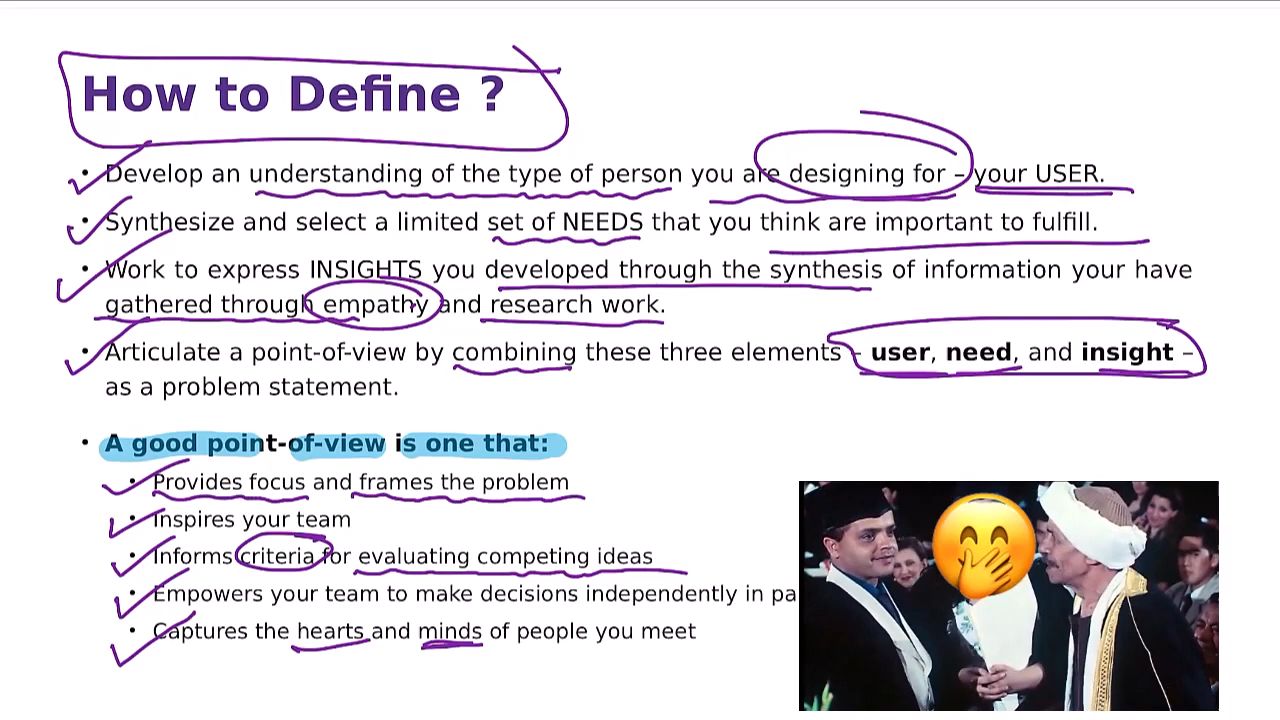 How to Define ?
• Develop an understanding of the type of person you are designing for – your USER.
• Synthesize and select a limited set of NEEDS that you think are important to fulfill.
• Work to express INSIGHTS you developed through the synthesis of information your have
gathered through empathy and research work.
• Articulate a point-of-view by combining these three elements – user, need, and insight –
as a problem statement.
• A good point-of-view is one that:
• Provides focus and frames the problem
• Inspires your team
• Informs criteria for evaluating competing ideas
• Empowers your team to make decisions independently in pa
• Captures the hearts and minds of people you meet